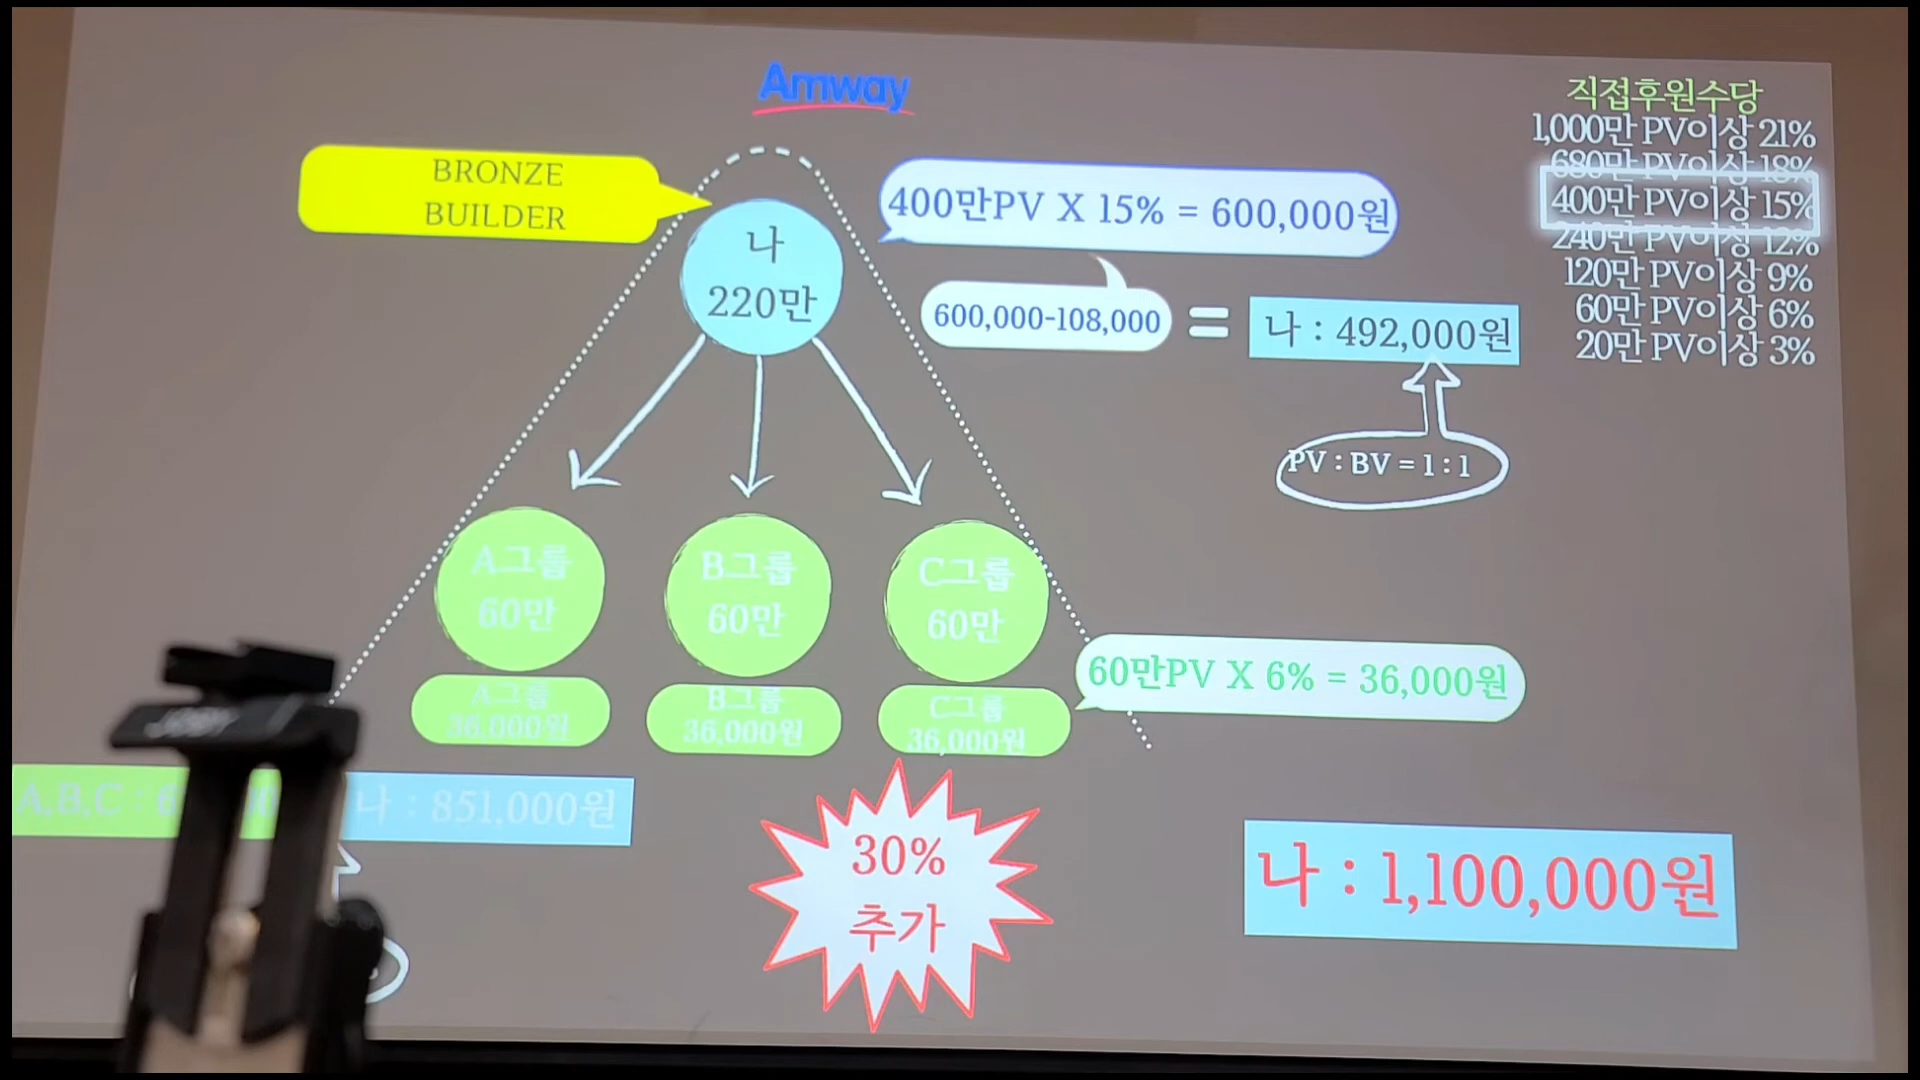 Amway
직접후원수당
1,000만 PV이상 21%
680만 PV이상 18%
400만 PV이상 15%
240만 PV이상 12%
120만 PV이상 9%
60만 PV이상 6%
20만 PV이상 3%
BRONZE
BUILDER
나
220만
400만PV X 15% = 600,000원
600,000-108,000
=
나 : 492,000원
PV : BV = 1 : 1
A그룹
60만
B그룹
60만
C그룹
60만
A그룹
36,000원
B그룹
36,000원
C그룹
36,000원
60만PV X 6% = 36,000원
A,B,C :
나 : 851,000원
30%
추가
나 : 1,100,000원
JOBY